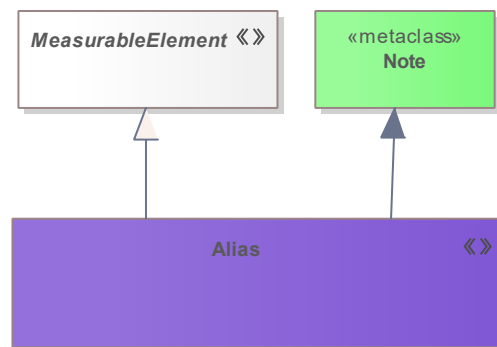 MeasurableElement «»
«metaclass»
Note
Alias «»